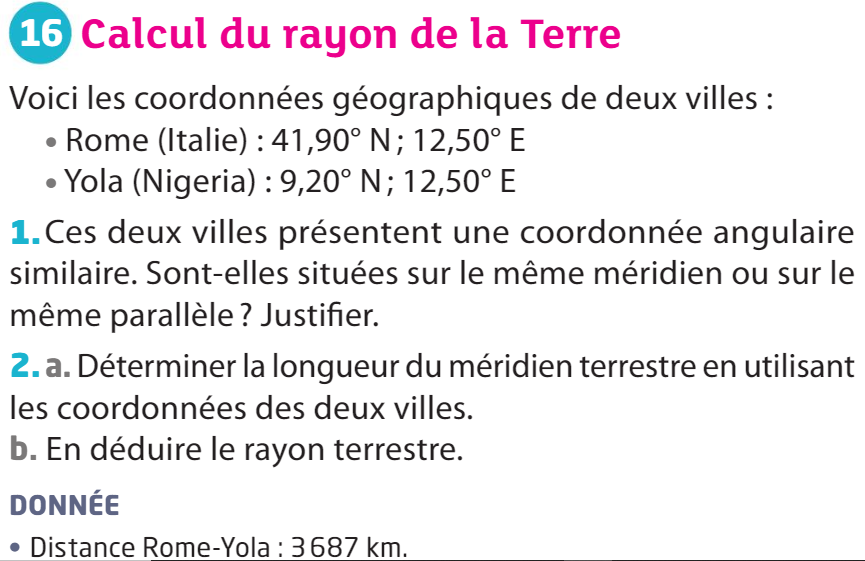 16 Calcul du rayon de la Terre
Voici les coordonnées géographiques de deux villes :
• Rome (Italie) : 41,90° N ; 12,50° E
• Yola (Nigeria) : 9,20° N ; 12,50° E
1. Ces deux villes présentent une coordonnée angulaire
similaire. Sont-elles situées sur le même méridien ou sur le
même parallèle ? Justifier.
2. a. Déterminer la longueur du méridien terrestre en utilisant
les coordonnées des deux villes.
b. En déduire le rayon terrestre.
DONNÉE
• Distance Rome-Yola : 3 687 km.